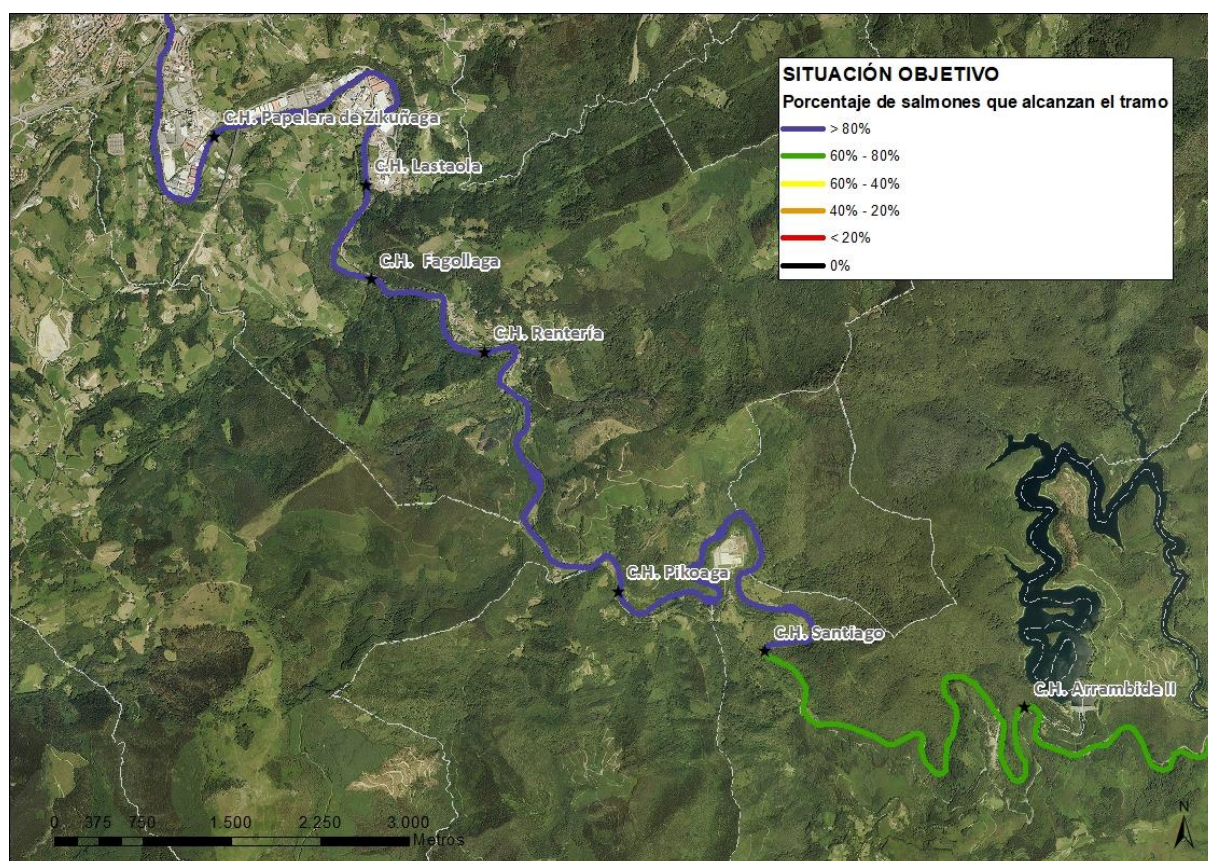 SITUACIÓN OBJETIVO
Porcentaje de salmones que alcanzan el tramo
> 80%
60% - 80%
60% - 40%
40% - 20%
< 20%
0%
C.H. Papelera de Zikuñaga
C.H. Lastaola
C.H. Fagollaga
C.H. Rentería
C.H. Pikoaga
C.H. Santiago
C.H. Arrambide II
0 375 750 1.500 2.250 3.000
Metros
N